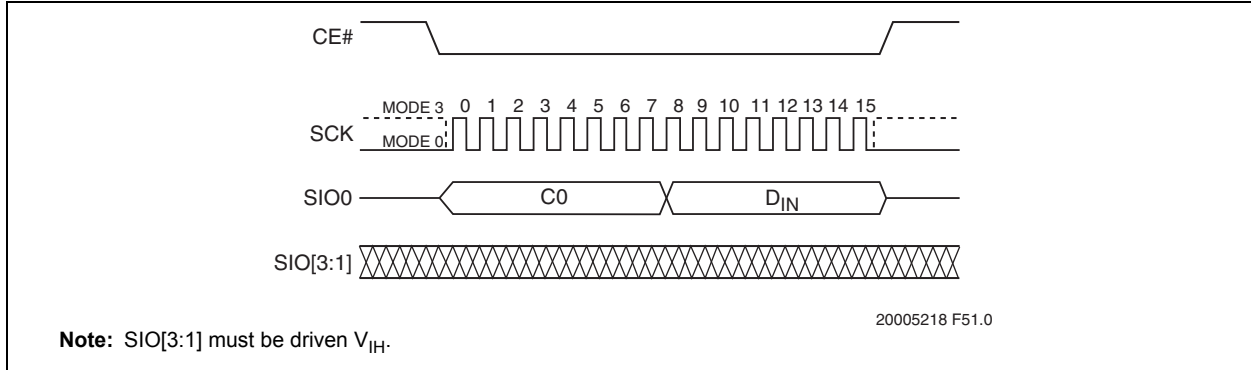 CE#
MODE 3 0 1 2 3 4 5 6 7 8 9 10 11 12 13 14 15
SCK
MODE 0
SIO0 C0 DIN
SIO[3:1]
20005218 F51.0
Note: SIO[3:1] must be driven VIH.